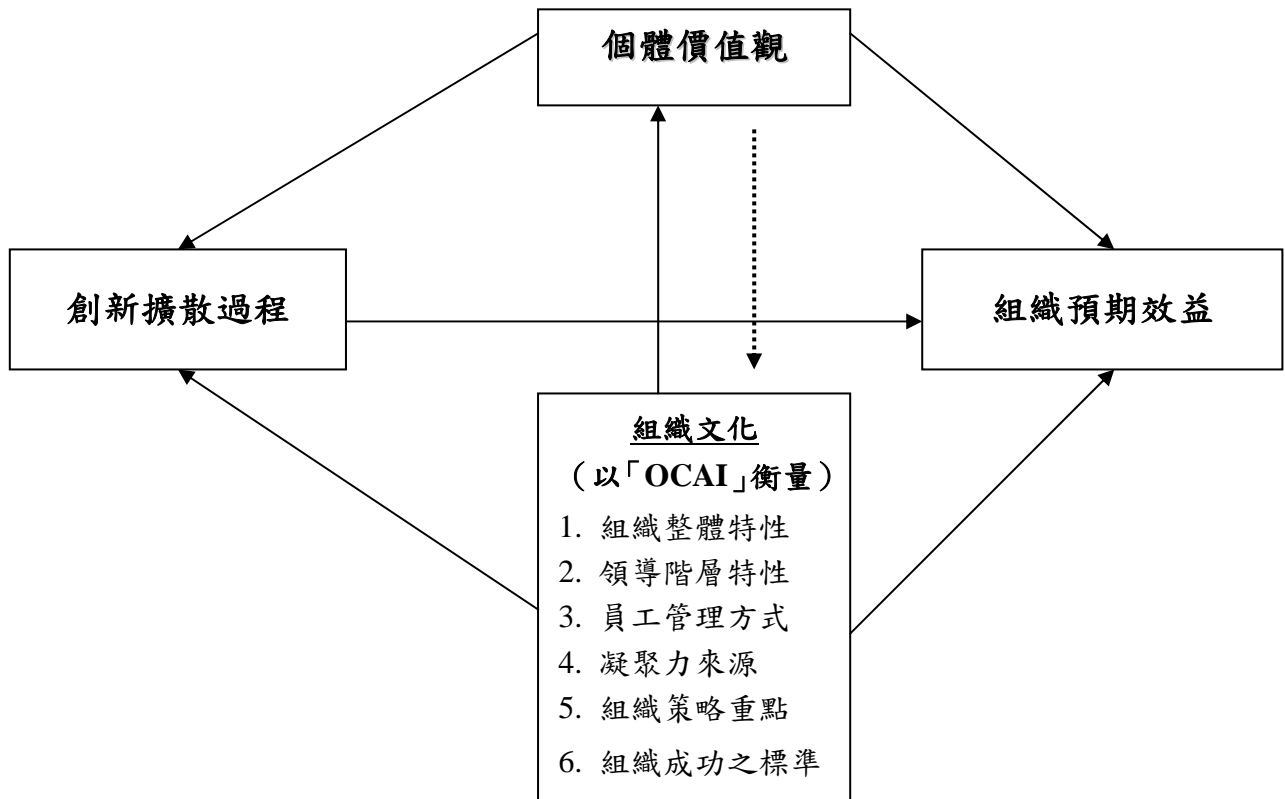 個體價值觀
創新擴散過程
組織預期效益
組織文化
（以「OCAI」衡量）
1. 組織整體特性
2. 領導階層特性
3. 員工管理方式
4. 凝聚力來源
5. 組織策略重點
6. 組織成功之標準